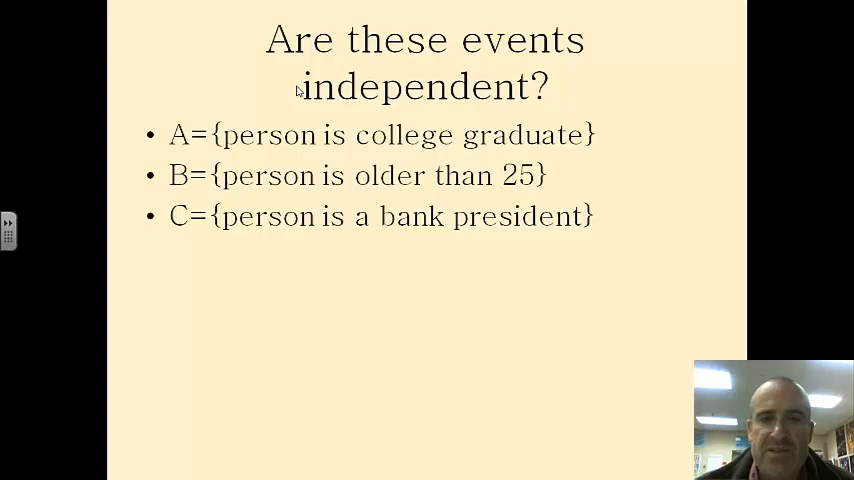 Are these events
independent?
• A={person is college graduate}
• B={person is older than 25}
• C={person is a bank president}